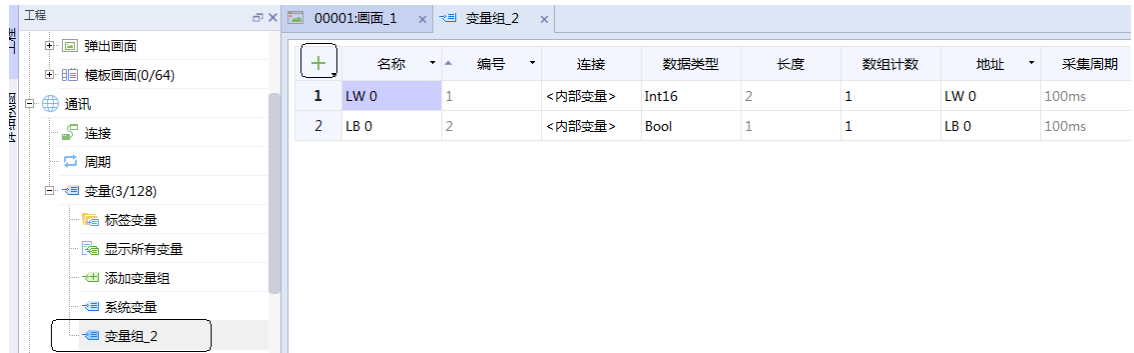 工程
弹出画面
模板画面(0/64)
通讯
连接
周期
变量(3/128)
标签变量
显示所有变量
添加变量组
系统变量
变量组_2
00001:画面_1 变量组_2
名称 编号 连接 数据类型 长度 数组计数 地址 采集周期
1 LW 0 1 <内部变量> Int16 2 1 LW 0 100ms
2 LB 0 2 <内部变量> Bool 1 1 LB 0 100ms